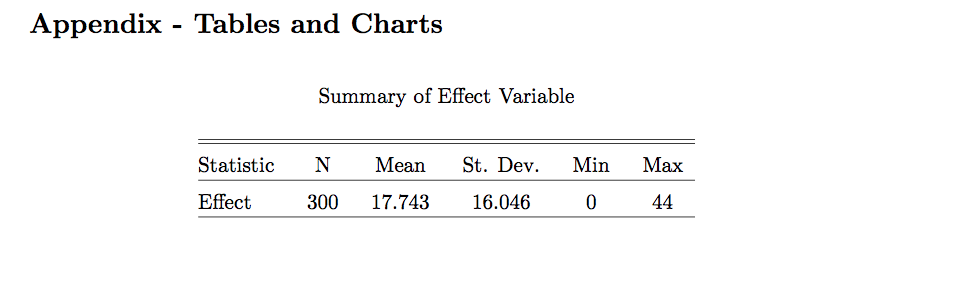 Appendix - Tables and Charts
Summary of Effect Variable
Statistic N Mean St. Dev. Min Max
Effect 300 17.743 16.046 0 44